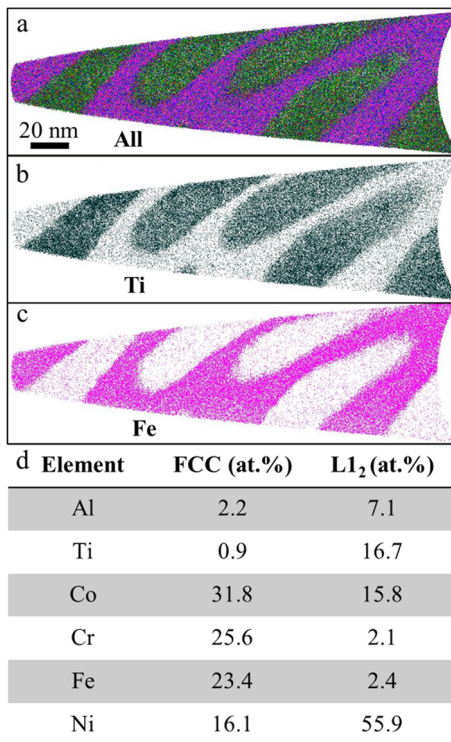 a
20 nm
All
b
Ti
c
Fe
d Element FCC (at.%) L1₂ (at.%)
Al 2.2 7.1
Ti 0.9 16.7
Co 31.8 15.8
Cr 25.6 2.1
Fe 23.4 2.4
Ni 16.1 55.9